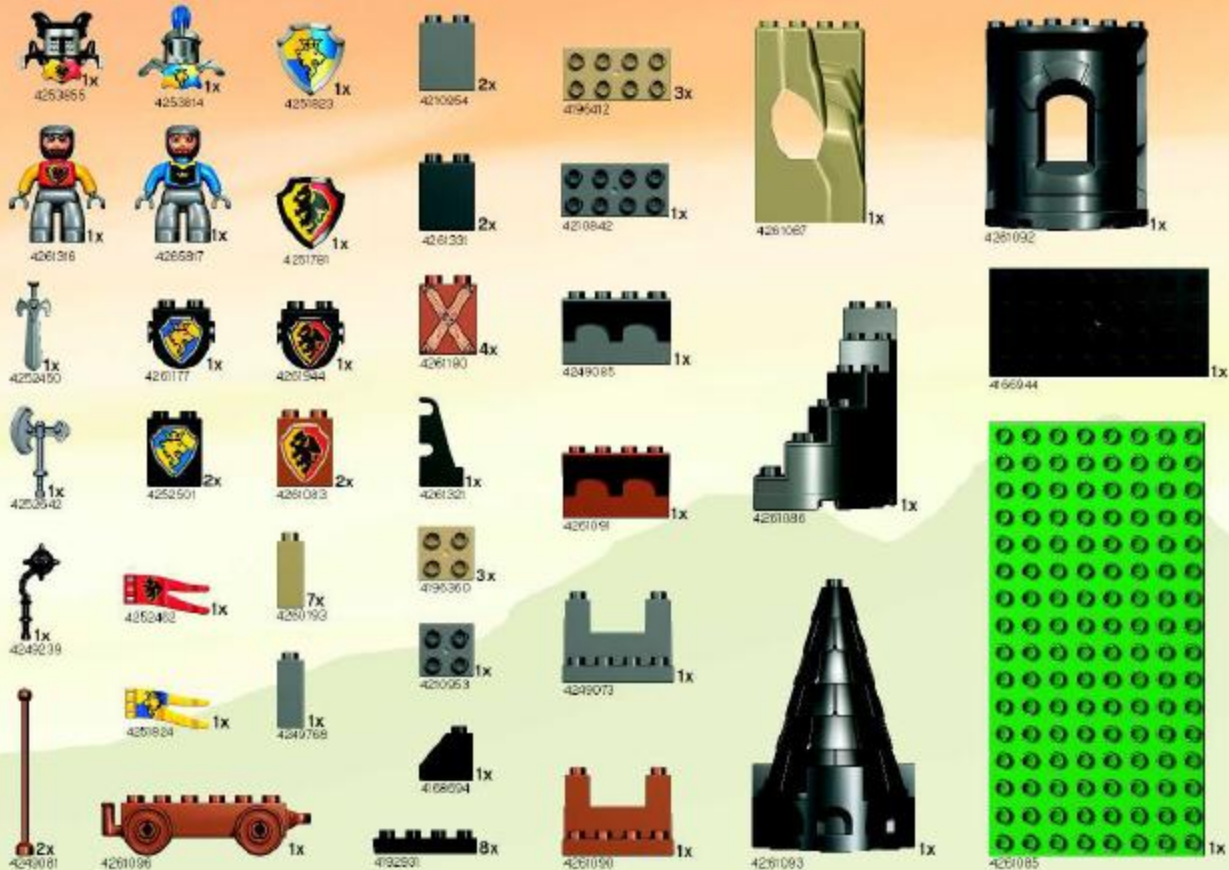 1x
4253855
1x
4253814
1x
4251823
2x
4210954
3x
4196412
1x
4261087
1x
4261092
1x
4261316
1x
4265817
1x
4251781
2x
4261331
1x
4210842
1x
4252450
1x
4261177
1x
4261944
4x
4261180
1x
4249085
1x
4261086
1x
4166944
1x
4252642
2x
4252501
2x
4261083
1x
4261321
1x
4261091
1x
4249239
1x
4252462
7x
4260193
3x
4196360
1x
4210953
1x
4249073
2x
4249081
1x
4251824
1x
4249768
1x
4168694
1x
4261096
8x
4192931
1x
4261090
1x
4261093
1x
4261085